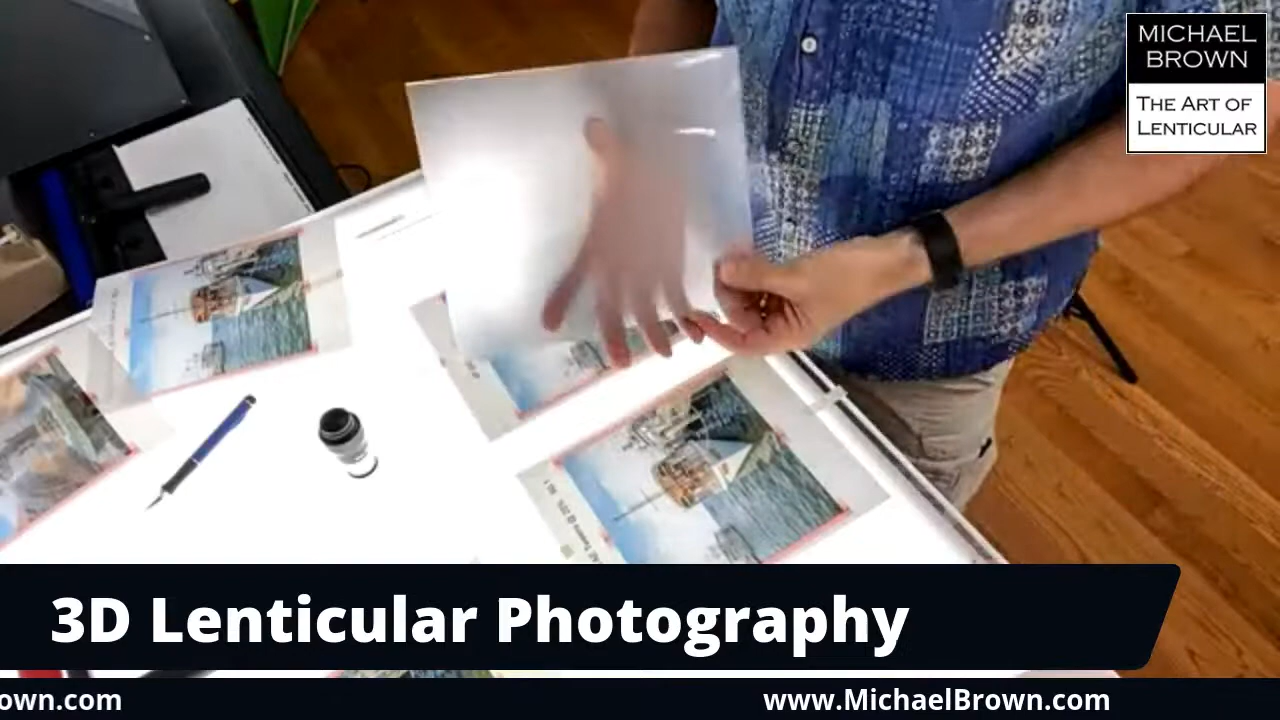 MICHAEL
BROWN
THE ART OF
LENTICULAR
3D Lenticular Photography
own.com
www.MichaelBrown.com